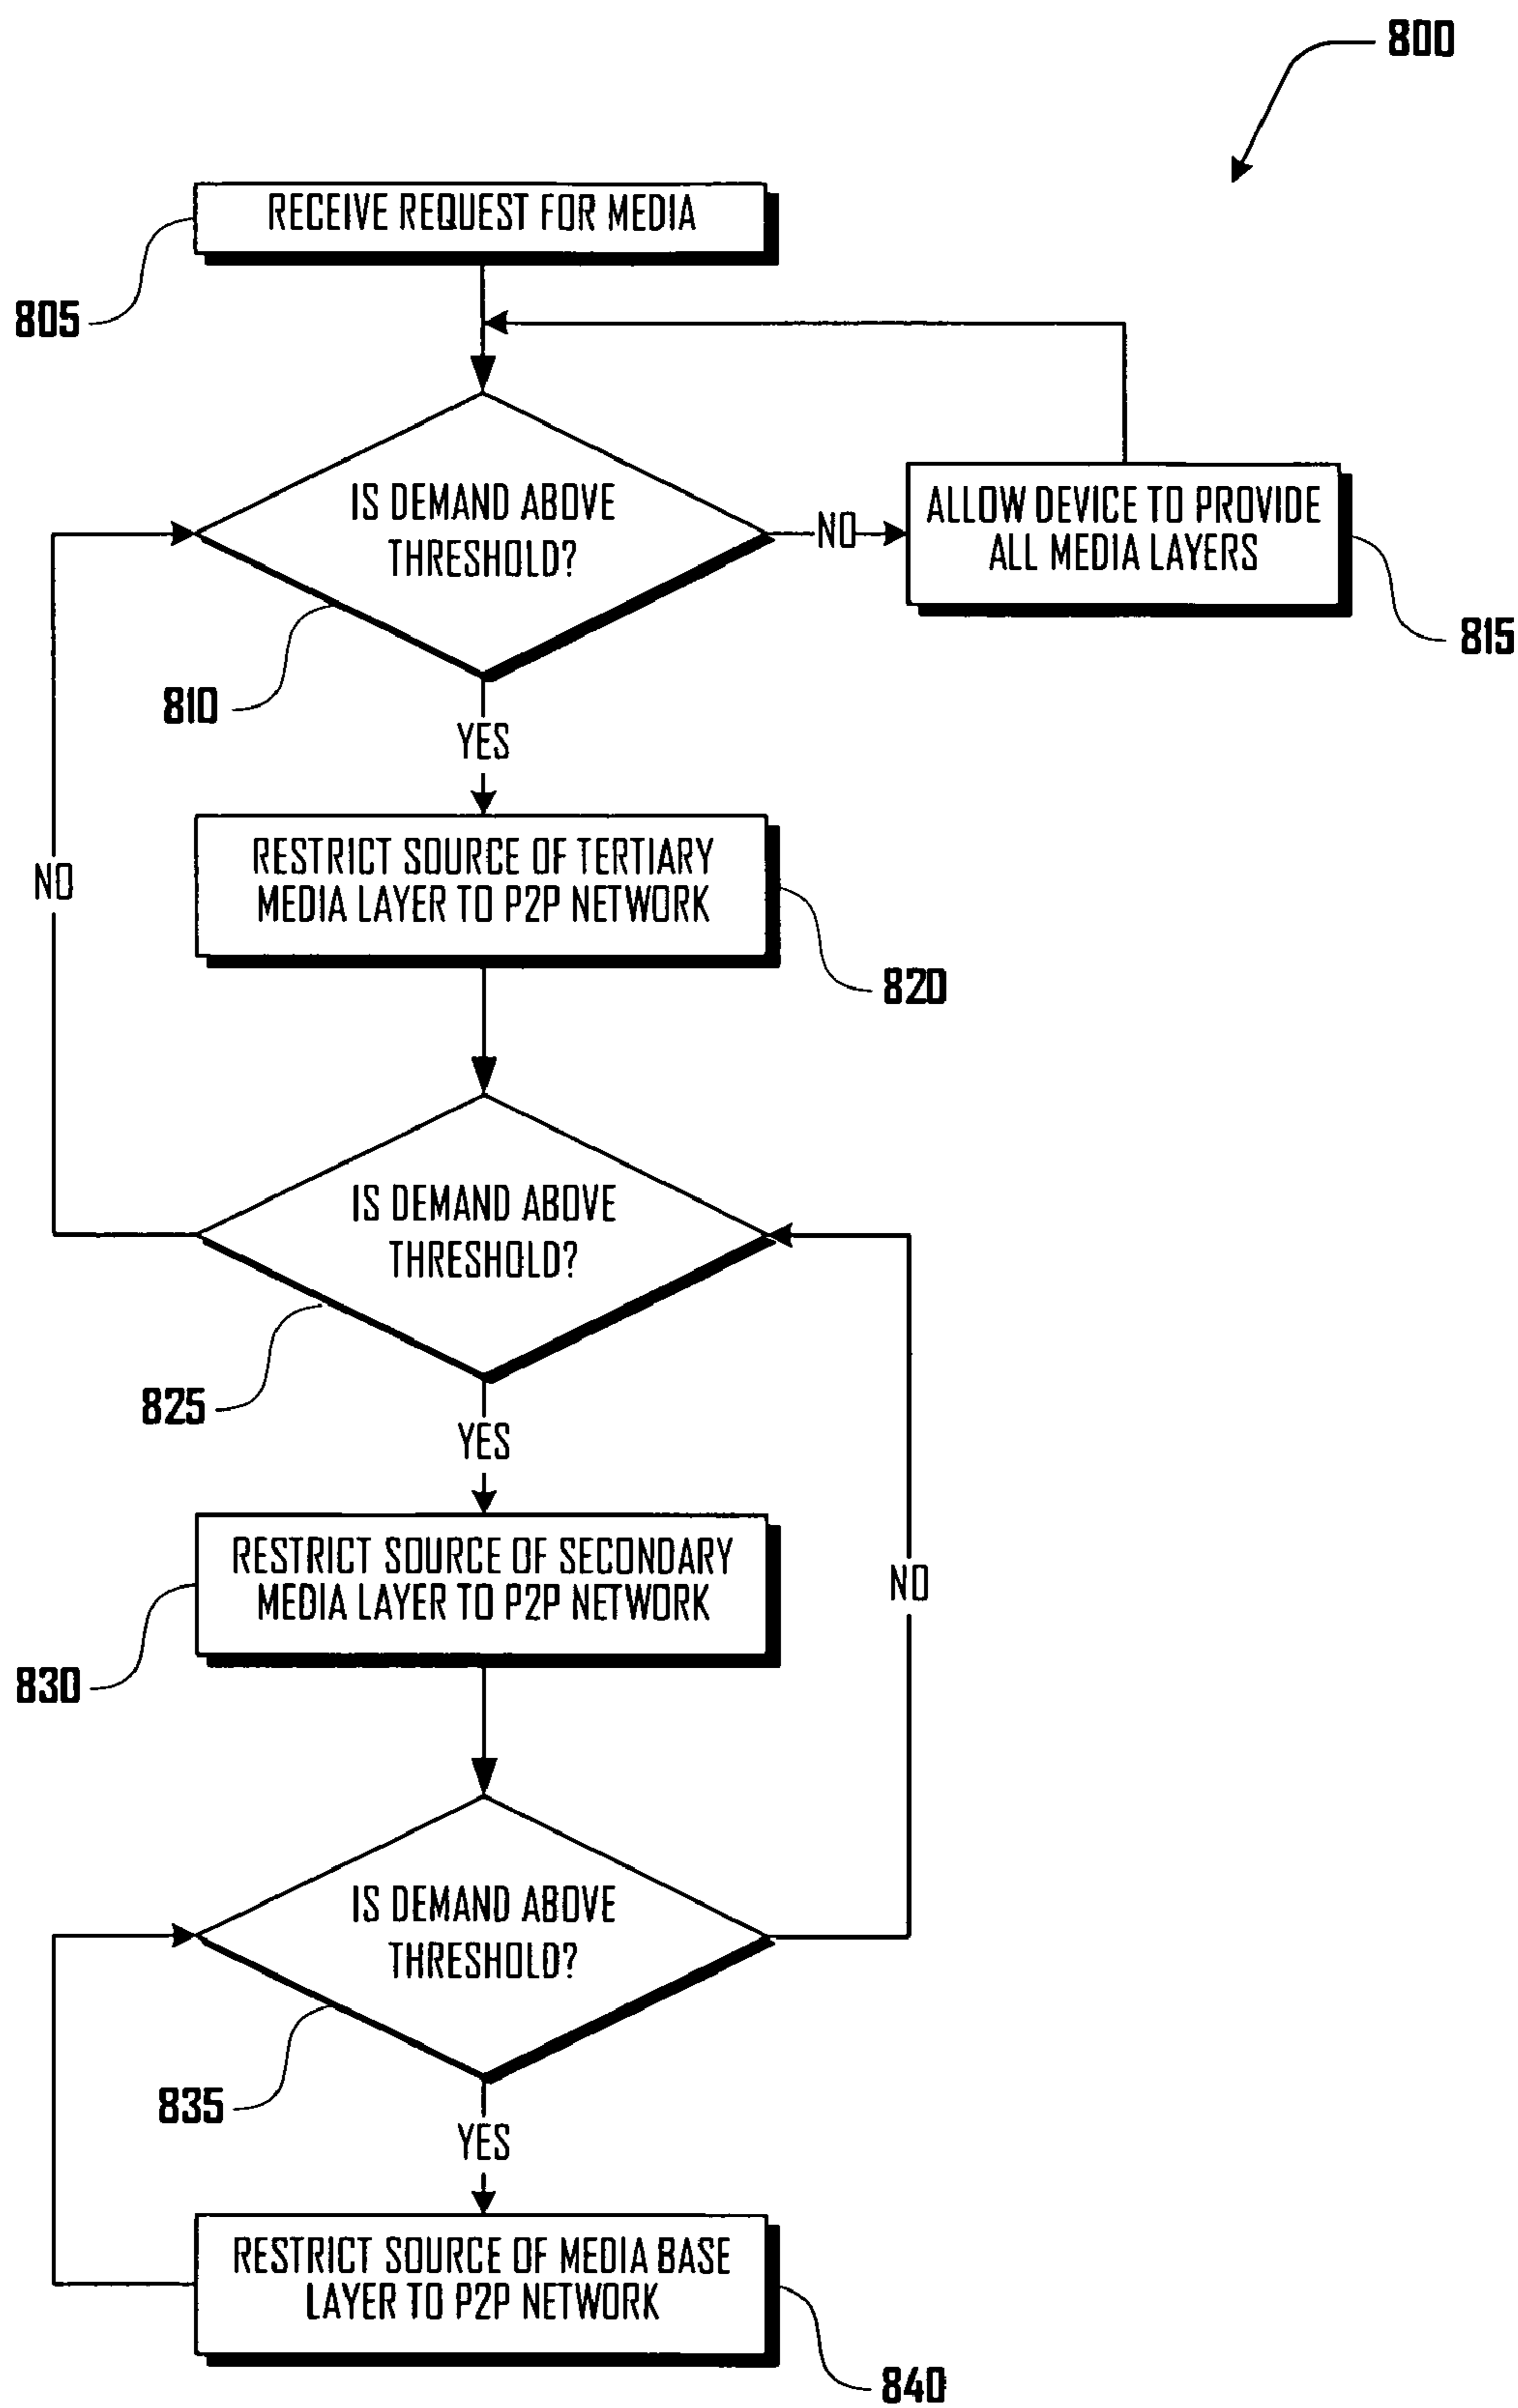 800
RECEIVE REQUEST FOR MEDIA
805
IS DEMAND ABOVE
THRESHOLD?
NO
ALLOW DEVICE TO PROVIDE
ALL MEDIA LAYERS
815
810
YES
RESTRICT SOURCE OF TERTIARY
MEDIA LAYER TO P2P NETWORK
NO
820
IS DEMAND ABOVE
THRESHOLD?
825
YES
RESTRICT SOURCE OF SECONDARY
MEDIA LAYER TO P2P NETWORK
NO
830
IS DEMAND ABOVE
THRESHOLD?
835
YES
RESTRICT SOURCE OF MEDIA BASE
LAYER TO P2P NETWORK
840